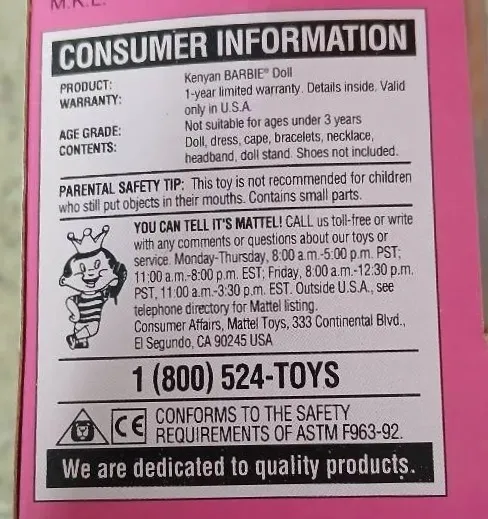 M.R.L.
CONSUMER INFORMATION
PRODUCT: Kenyan BARBIE® Doll
WARRANTY: 1-year limited warranty. Details inside. Valid
only in U.S.A.
AGE GRADE: Not suitable for ages under 3 years
CONTENTS: Doll, dress, cape, bracelets, necklace,
headband, doll stand. Shoes not included.
PARENTAL SAFETY TIP: This toy is not recommended for children
who still put objects in their mouths. Contains small parts.
YOU CAN TELL IT'S MATTEL! CALL us toll-free or write
with any comments or questions about our toys or
service. Monday-Thursday, 8:00 a.m.-5:00 p.m. PST;
11:00 a.m.-8:00 p.m. EST; Friday, 8:00 a.m.-12:30 p.m.
PST, 11:00 a.m.-3:30 p.m. EST. Outside U.S.A., see
telephone directory for Mattel listing.
Consumer Affairs, Mattel Toys, 333 Continental Blvd.,
El Segundo, CA 90245 USA
1 (800) 524-TOYS
CE CONFORMS TO THE SAFETY
REQUIREMENTS OF ASTM F963-92.
We are dedicated to quality products.